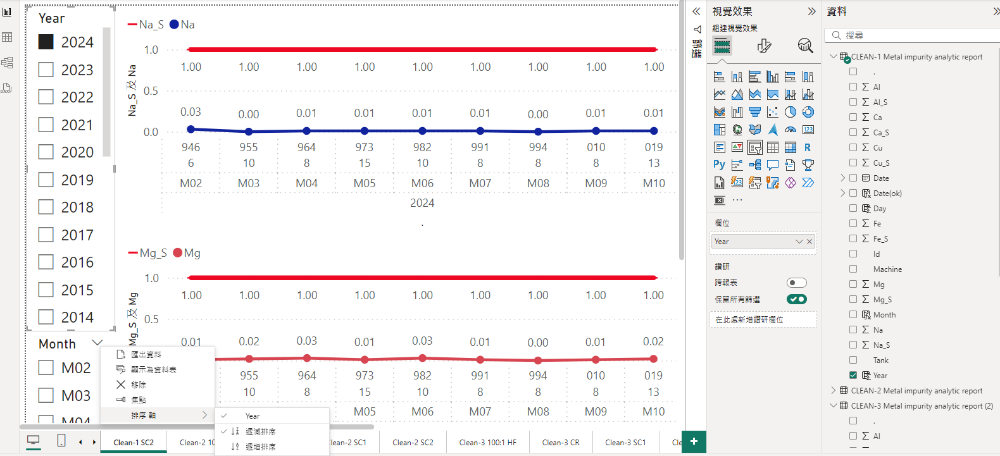 Year
2024
2023
2022
2021
2020
2019
2018
2017
2016
2015
2014
Month
M02
M03
M04
Na_S Na
Na_S 及 Na
1.0
0.5
0.0
1.00 1.00 1.00 1.00 1.00 1.00 1.00 1.00 1.00
0.03 0.00 0.01 0.01 0.01 0.01 0.00 0.01 0.01
946 955 964 973 982 991 994 010 019
6 10 8 15 10 8 8 8 13
M02 M03 M04 M05 M06 M07 M08 M09 M10
2024
.
Mg_S Mg
Mg_S 及 Mg
1.0
0.5
1.00 1.00 1.00 1.00 1.00 1.00 1.00 1.00 1.00
0.01 0.02 0.03 0.01 0.03 0.01 0.00 0.01 0.02
955 964 973 982 991 994 010 019
10 8 15 10 8 8 8 13
M05 M06 M07 M08 M09 M10
匯出資料
顯示為資料表
移除
焦點
排序 軸
Year
遞減排序
遞增排序
Clean-1 SC2
Clean-2 10
lean-2 SC1
Clean-2 SC2
Clean-3 100:1 HF
Clean-3 CR
Clean-3 SC1
Cle
+
篩選
視覺效果
組建視覺效果
123
R
Py
123
...
欄位
Year
鑽研
跨報表
保留所有篩選
在此處新增鑽研欄位
資料
搜尋
CLEAN-1 Metal impurity analytic report
.
Al
Al_S
Ca
Ca_S
Cu
Cu_S
Date
Date(ok)
Day
Fe
Fe_S
Id
Machine
Mg
Mg_S
Month
Na
Na_S
Tank
Year
CLEAN-2 Metal impurity analytic report
CLEAN-3 Metal impurity analytic report (2)
.
Al
DAX